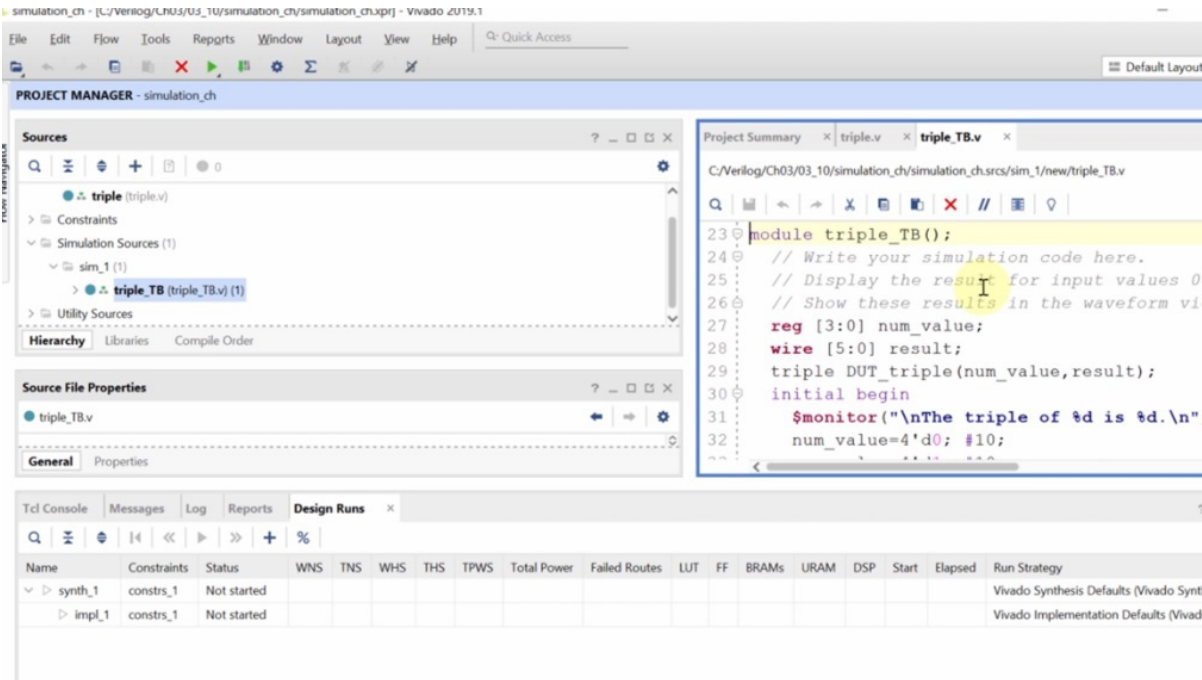 simulation_ch - [C:/Verilog/Ch03/03_10/simulation_ch/simulation_ch.xpr] - Vivado 2019.1
File Edit Flow Tools Reports Window Layout View Help Quick Access
Default Layout
PROJECT MANAGER - simulation_ch
Sources
0
triple (triple.v)
Constraints
Simulation Sources (1)
sim_1 (1)
triple_TB (triple_TB.v) (1)
Utility Sources
Hierarchy Libraries Compile Order
Source File Properties
triple_TB.v
General Properties
Project Summary triple.v triple_TB.v
C:/Verilog/Ch03/03_10/simulation_ch/simulation_ch.srcs/sim_1/new/triple_TB.v
23 module triple_TB();
24 // Write your simulation code here.
25 // Display the result for input values 0
26 // Show these results in the waveform vi
27 reg [3:0] num_value;
28 wire [5:0] result;
29 triple DUT_triple(num_value,result);
30 initial begin
31 $monitor("\nThe triple of %d is %d.\n"
32 num_value=4'd0; #10;
Tcl Console Messages Log Reports Design Runs
Name Constraints Status WNS TNS WHS THS TPWS Total Power Failed Routes LUT FF BRAMs URAM DSP Start Elapsed Run Strategy
synth_1 constrs_1 Not started Vivado Synthesis Defaults (Vivado Synt
impl_1 constrs_1 Not started Vivado Implementation Defaults (Vivad